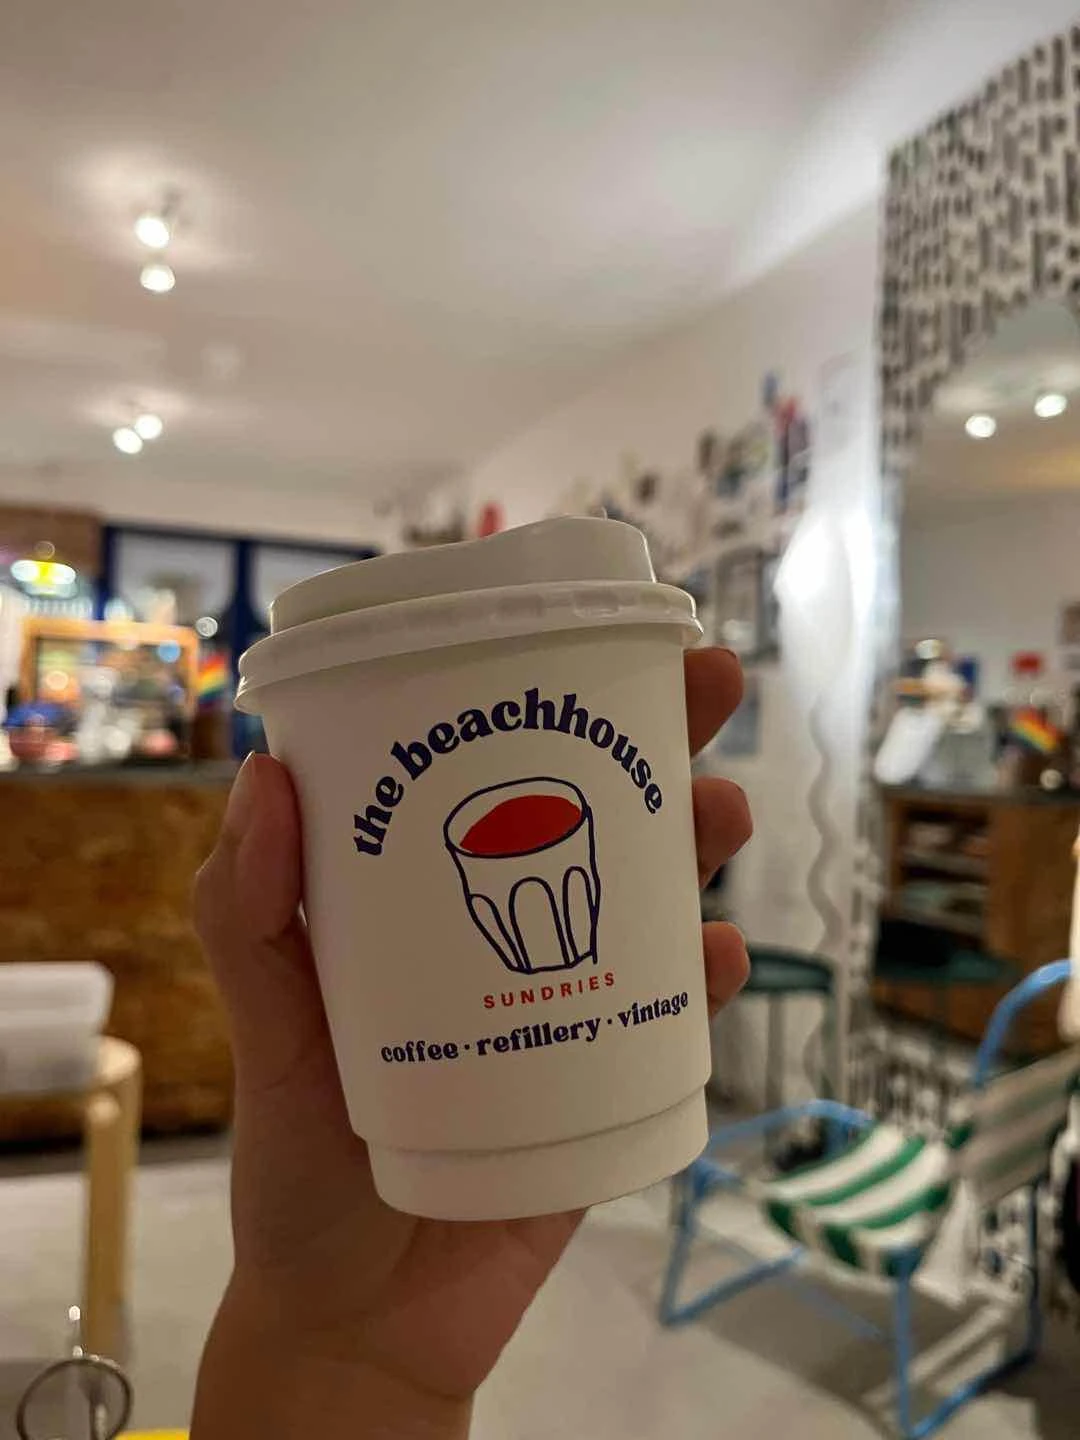 the beachhouse
SUNDRIES
coffee · refillery · vintage